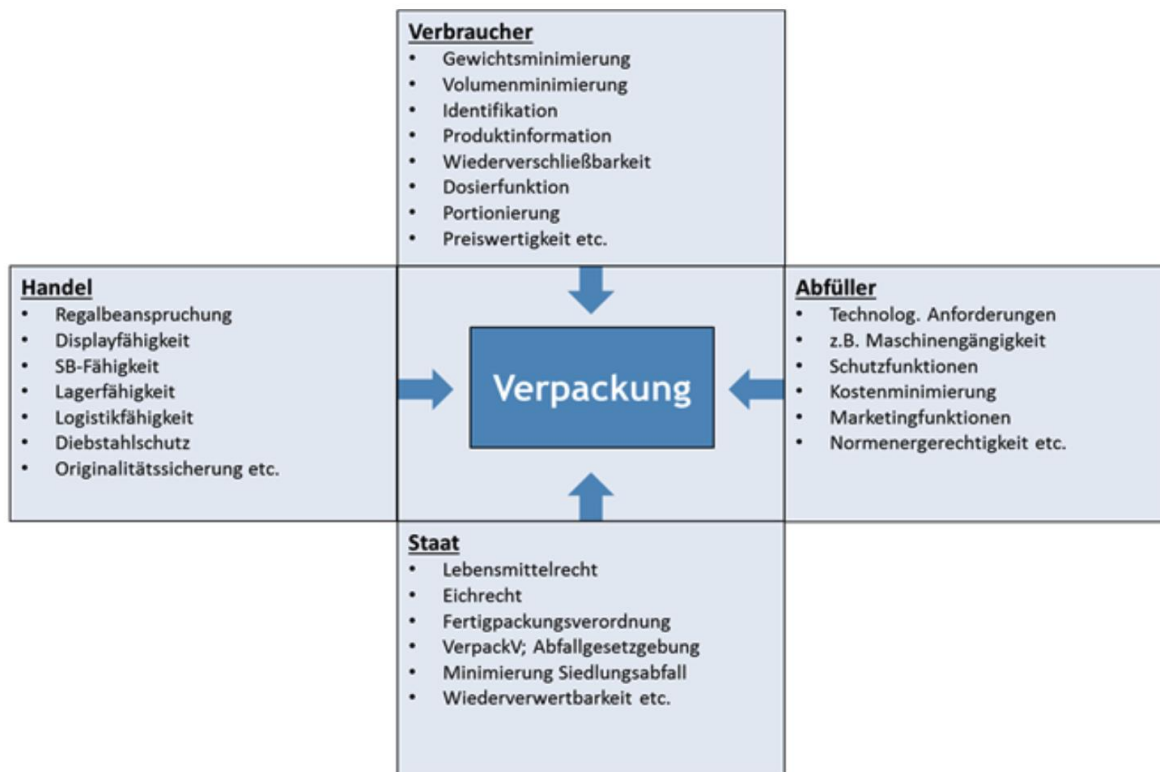 Verbraucher
• Gewichtsminimierung
• Volumenminimierung
• Identifikation
• Produktinformation
• Wiederverschließbarkeit
• Dosierfunktion
• Portionierung
• Preiswertigkeit etc.
Handel
• Regalbeanspruchung
• Displayfähigkeit
• SB-Fähigkeit
• Lagerfähigkeit
• Logistikfähigkeit
• Diebstahlschutz
• Originalitätssicherung etc.
Verpackung
Abfüller
• Technolog. Anforderungen
• z.B. Maschinengängigkeit
• Schutzfunktionen
• Kostenminimierung
• Marketingfunktionen
• Normenergerechtigkeit etc.
Staat
• Lebensmittelrecht
• Eichrecht
• Fertigpackungsverordnung
• VerpackV; Abfallgesetzgebung
• Minimierung Siedlungsabfall
• Wiederverwertbarkeit etc.